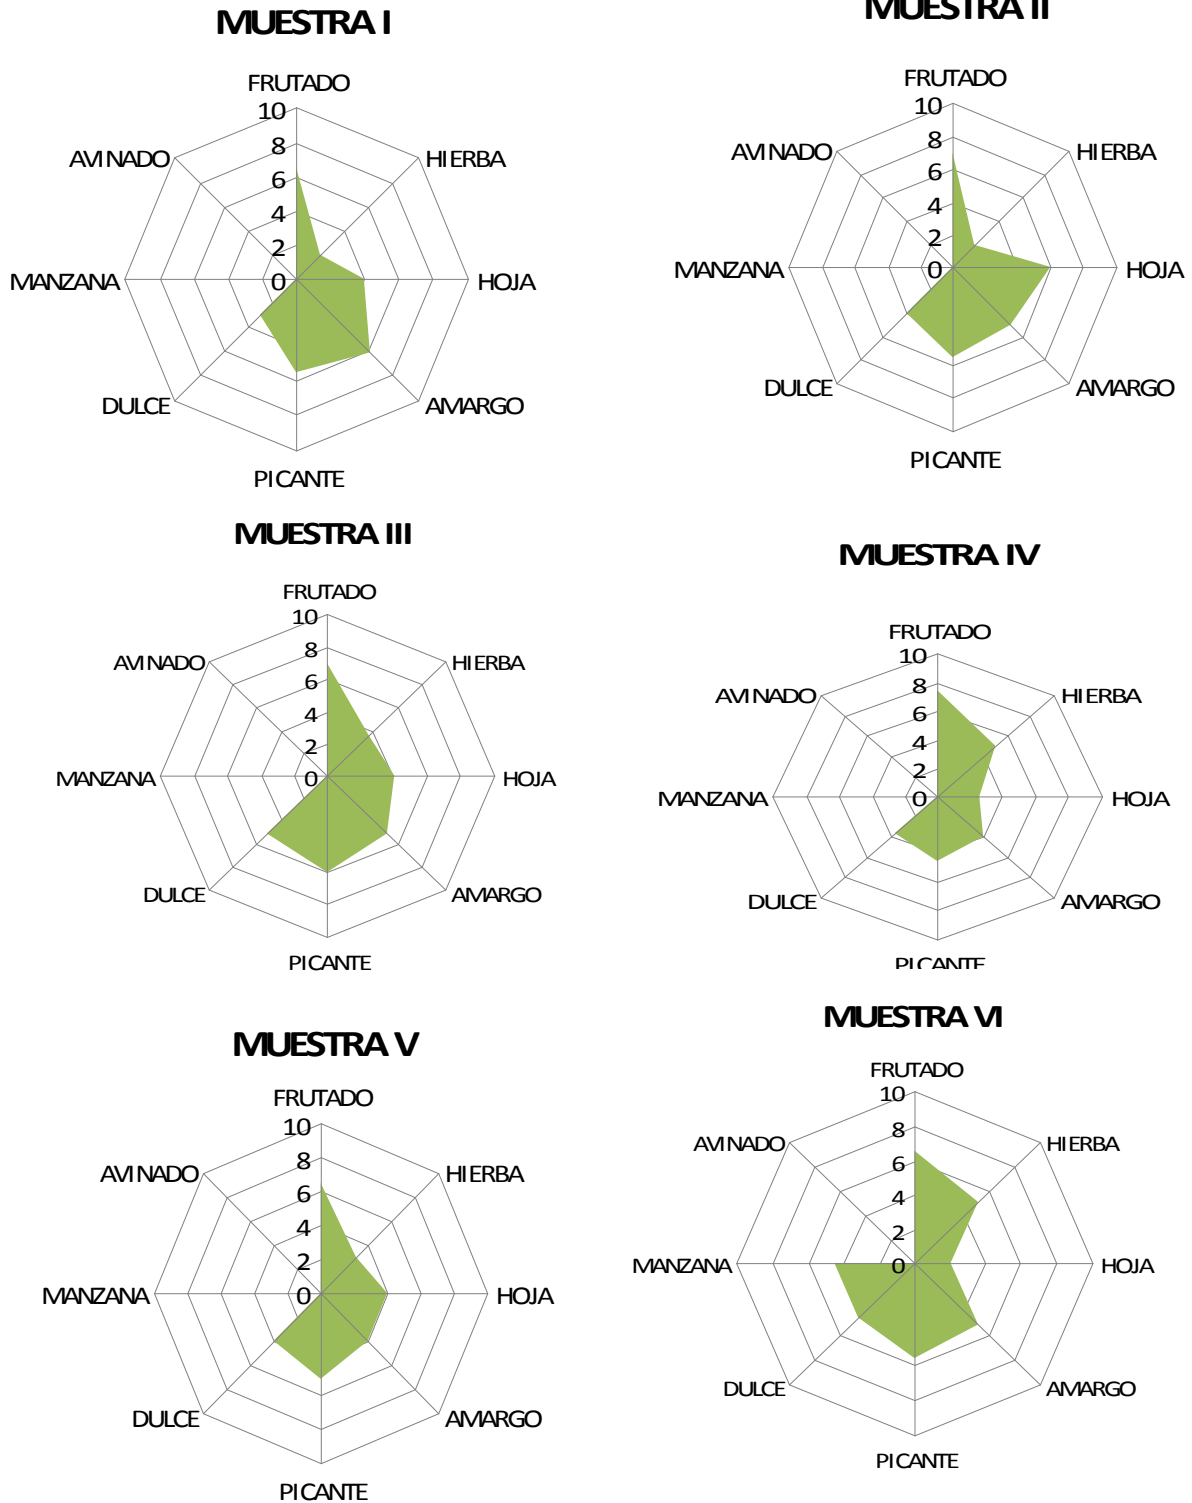 MUESTRA I
FRUTADO
10
8
6
4
2
0
AVINADO
HIERBA
MANZANA
HOJA
DULCE
AMARGO
PICANTE
MUESTRA II
FRUTADO
10
8
6
4
2
0
AVINADO
HIERBA
MANZANA
HOJA
DULCE
AMARGO
PICANTE
MUESTRA III
FRUTADO
10
8
6
4
2
0
AVINADO
HIERBA
MANZANA
HOJA
DULCE
AMARGO
PICANTE
MUESTRA IV
FRUTADO
10
8
6
4
2
0
AVINADO
HIERBA
MANZANA
HOJA
DULCE
AMARGO
PICANTE
MUESTRA V
FRUTADO
10
8
6
4
2
0
AVINADO
HIERBA
MANZANA
HOJA
DULCE
AMARGO
PICANTE
MUESTRA VI
FRUTADO
10
8
6
4
2
0
AVINADO
HIERBA
MANZANA
HOJA
DULCE
AMARGO
PICANTE